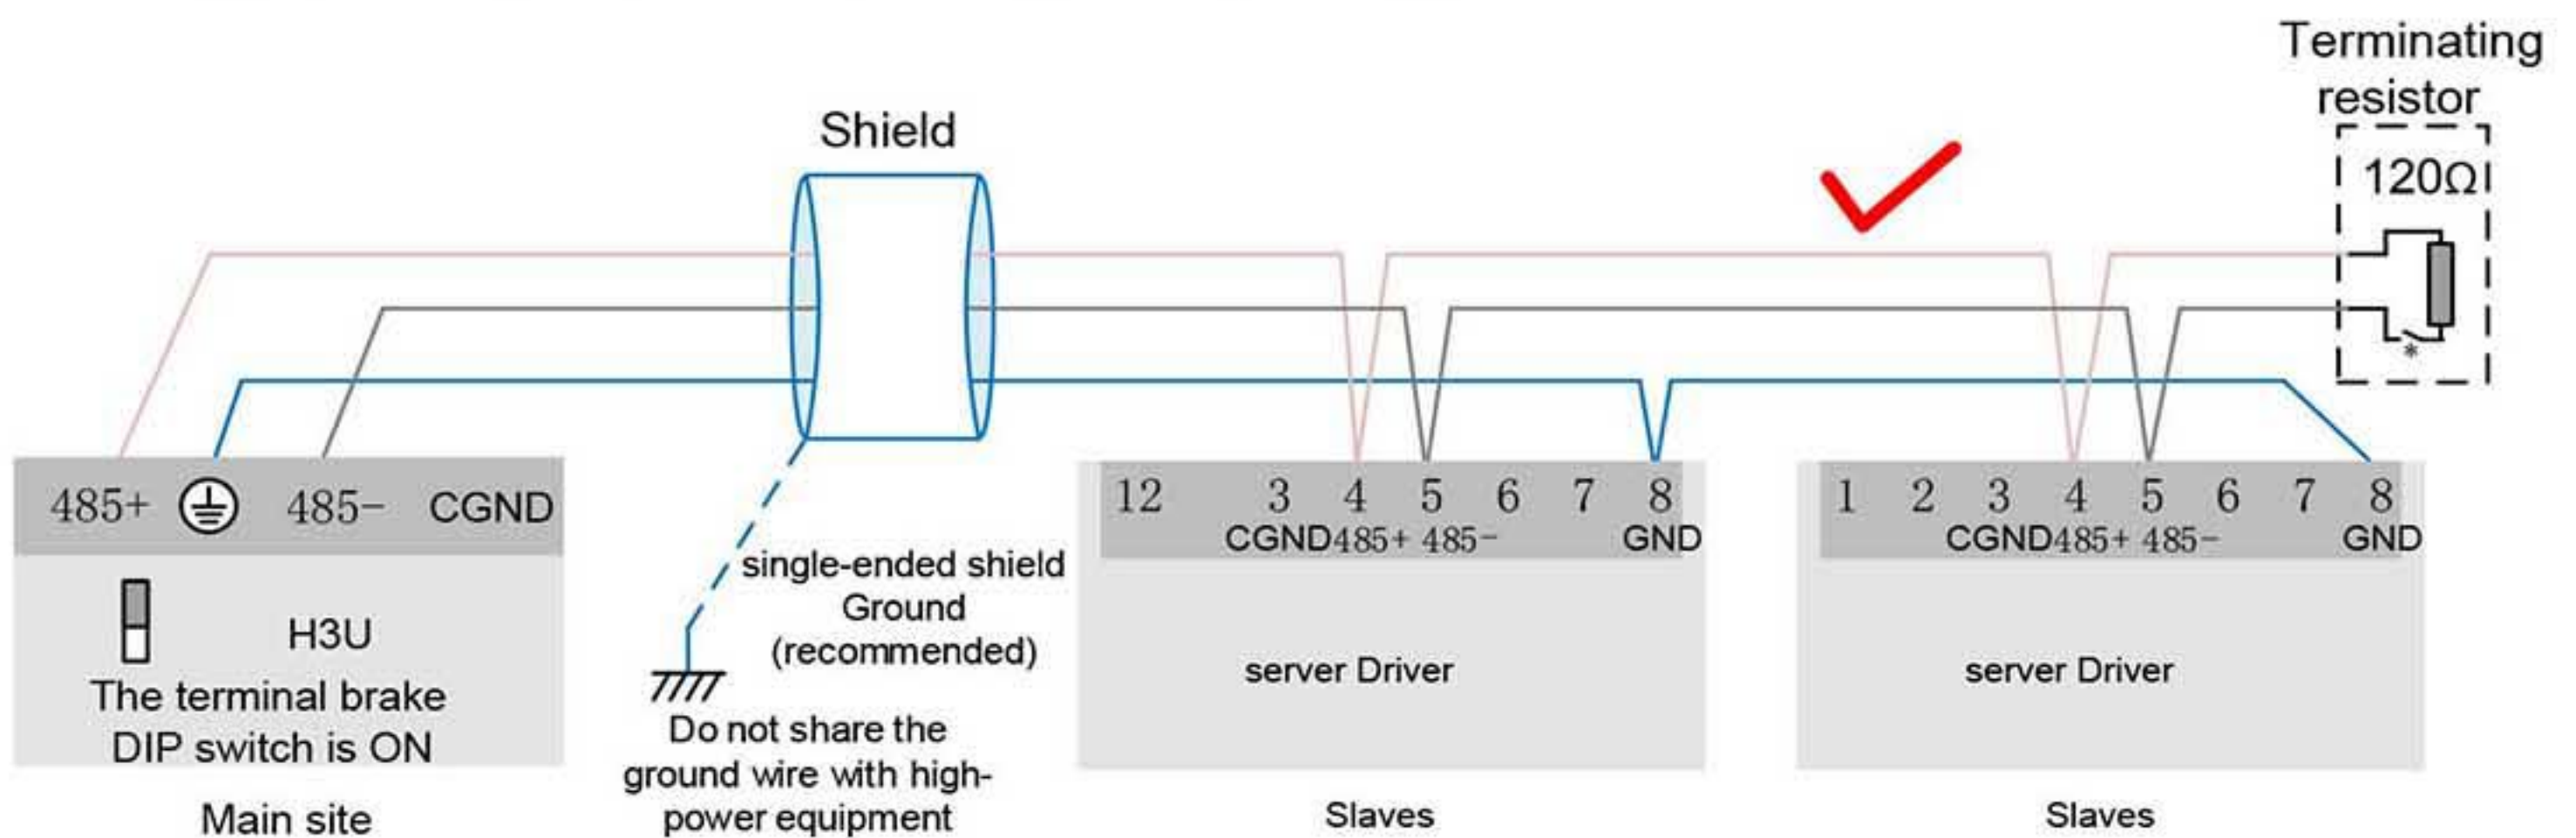 Terminating
resistor
120Ω
Shield
*
485+ 485- CGND
H3U
The terminal brake
DIP switch is ON
Main site
single-ended shield
Ground
(recommended)
Do not share the
ground wire with high-
power equipment
12 3 4 5 6 7 8
CGND485+ 485- GND
server Driver
Slaves
1 2 3 4 5 6 7 8
CGND485+ 485- GND
server Driver
Slaves